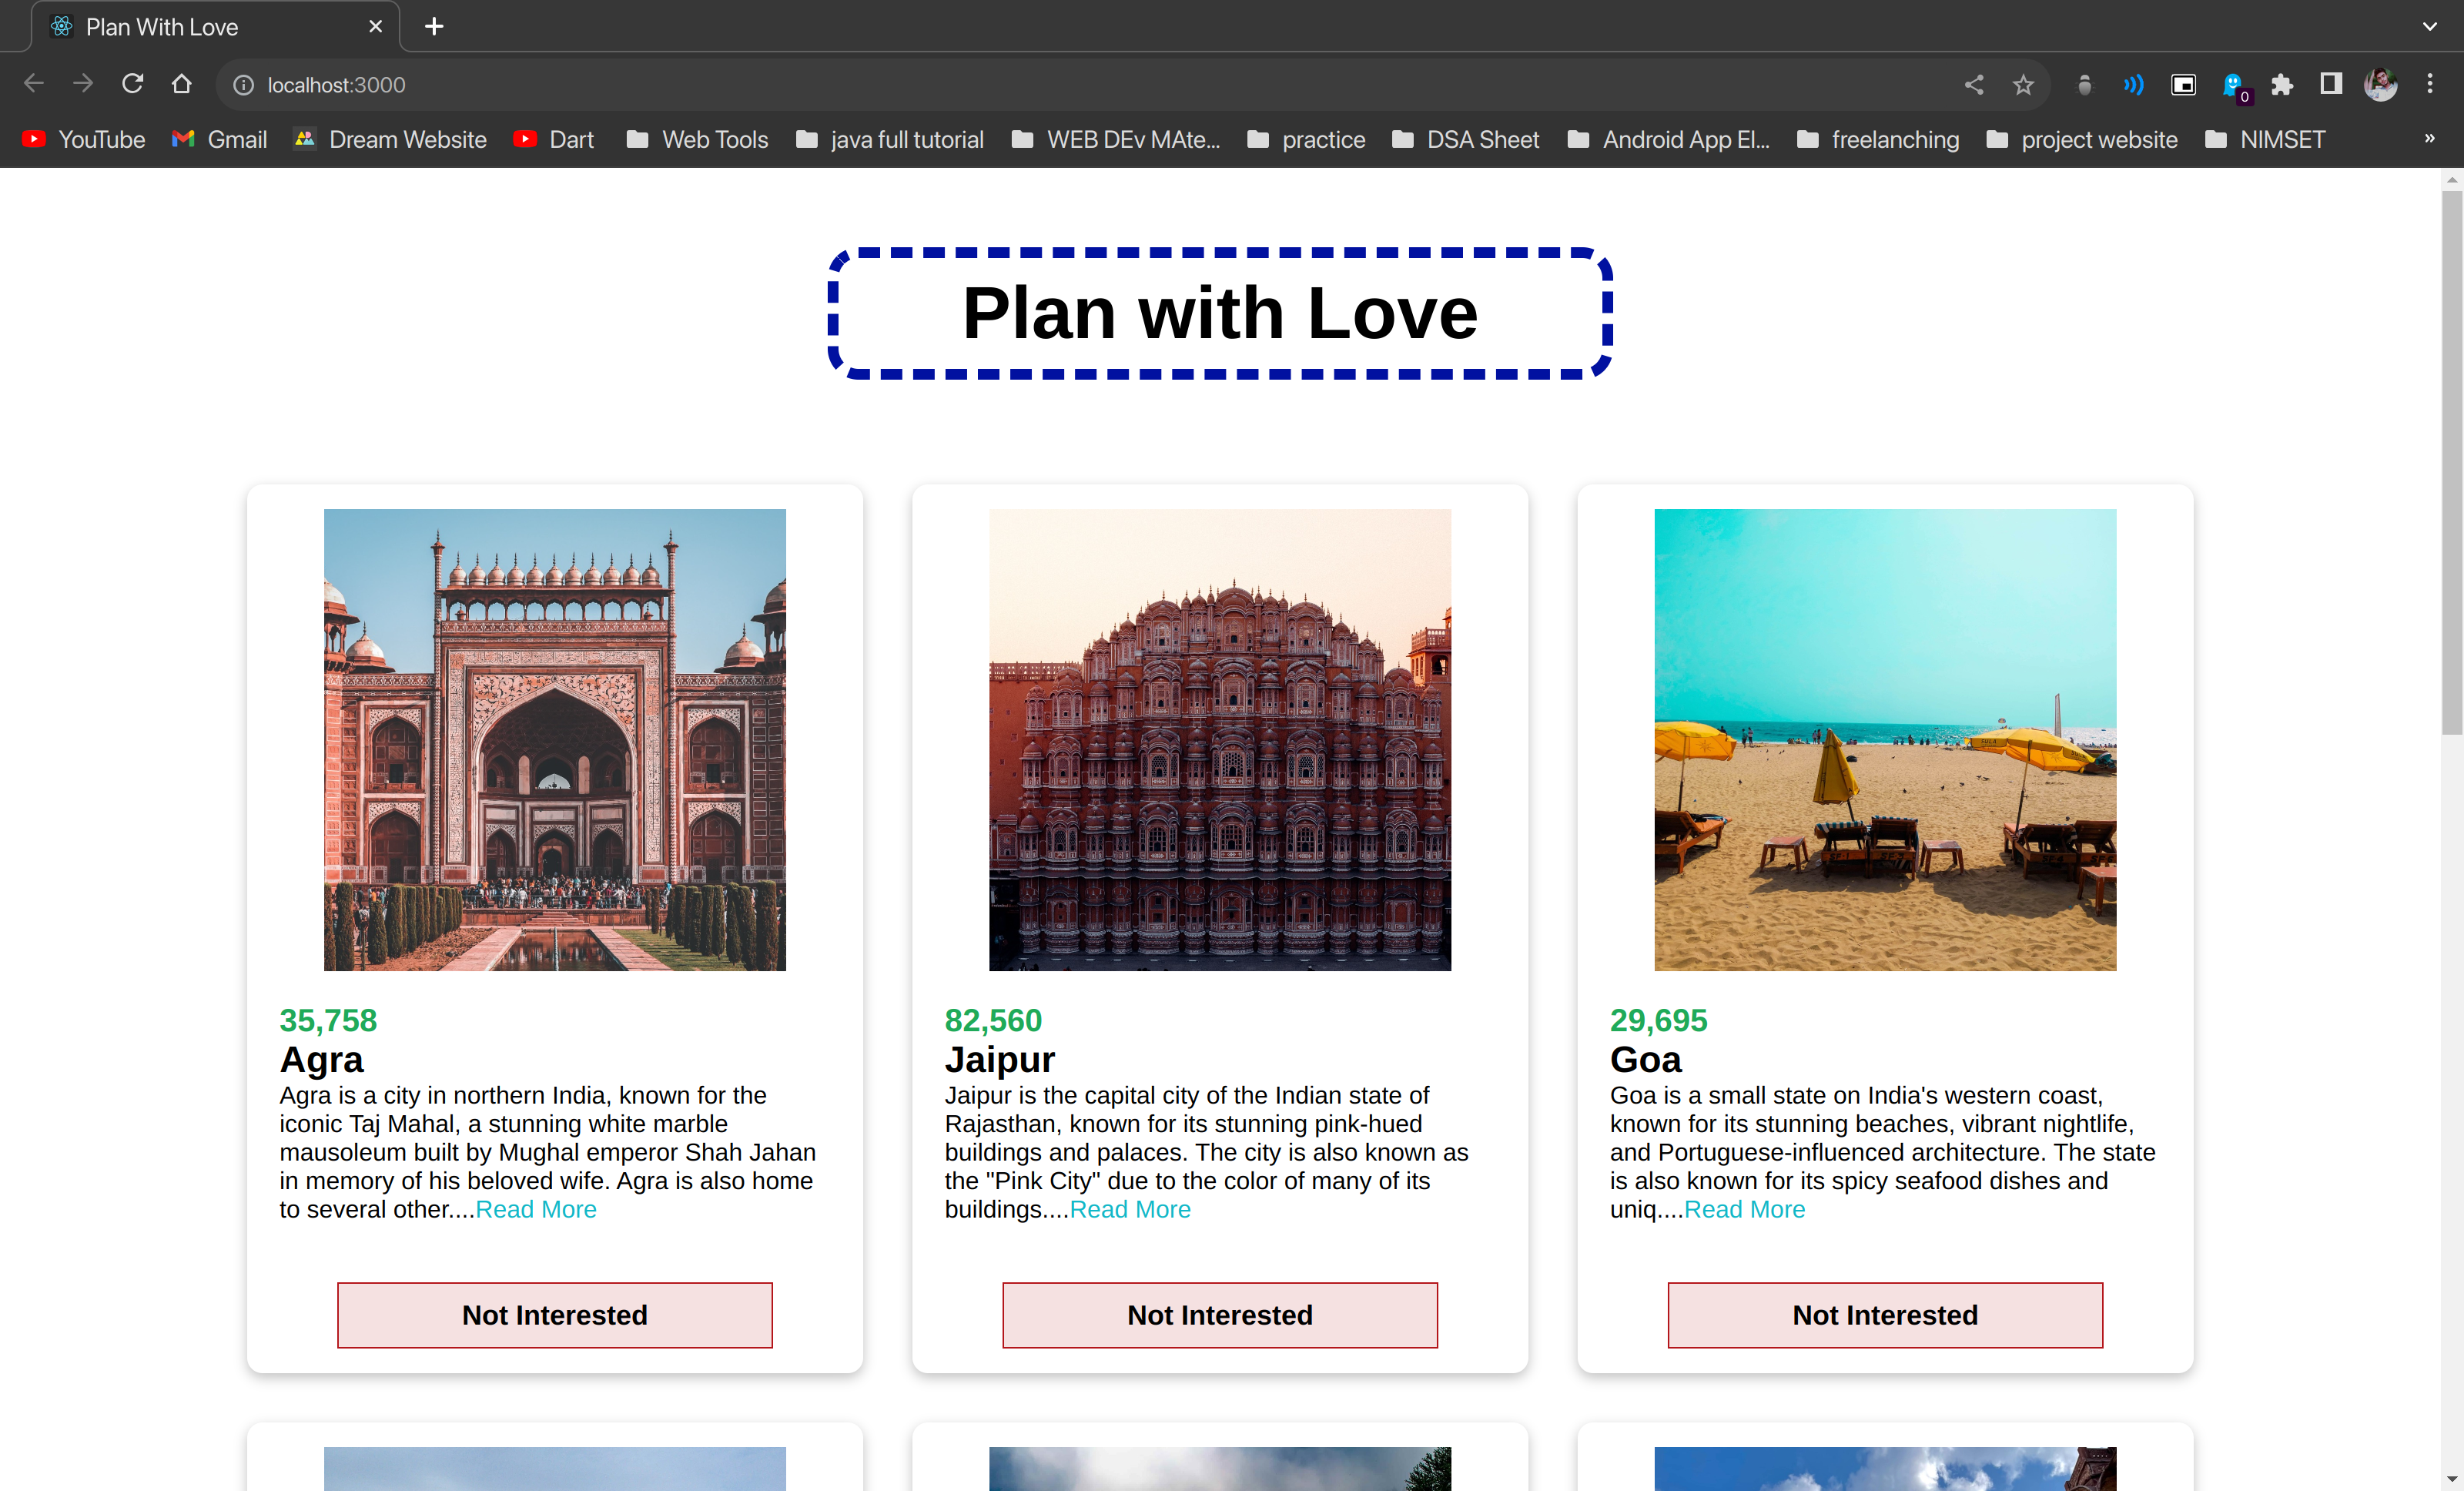 Plan With Love
localhost:3000
0
YouTube Gmail Dream Website Dart Web Tools java full tutorial WEB DEv MAte... practice DSA Sheet Android App El... freelanching project website NIMSET »
Plan with Love
35,758
Agra
Agra is a city in northern India, known for the
iconic Taj Mahal, a stunning white marble
mausoleum built by Mughal emperor Shah Jahan
in memory of his beloved wife. Agra is also home
to several other....Read More
Not Interested
82,560
Jaipur
Jaipur is the capital city of the Indian state of
Rajasthan, known for its stunning pink-hued
buildings and palaces. The city is also known as
the "Pink City" due to the color of many of its
buildings....Read More
Not Interested
29,695
Goa
Goa is a small state on India's western coast,
known for its stunning beaches, vibrant nightlife,
and Portuguese-influenced architecture. The state
is also known for its spicy seafood dishes and
uniq....Read More
Not Interested